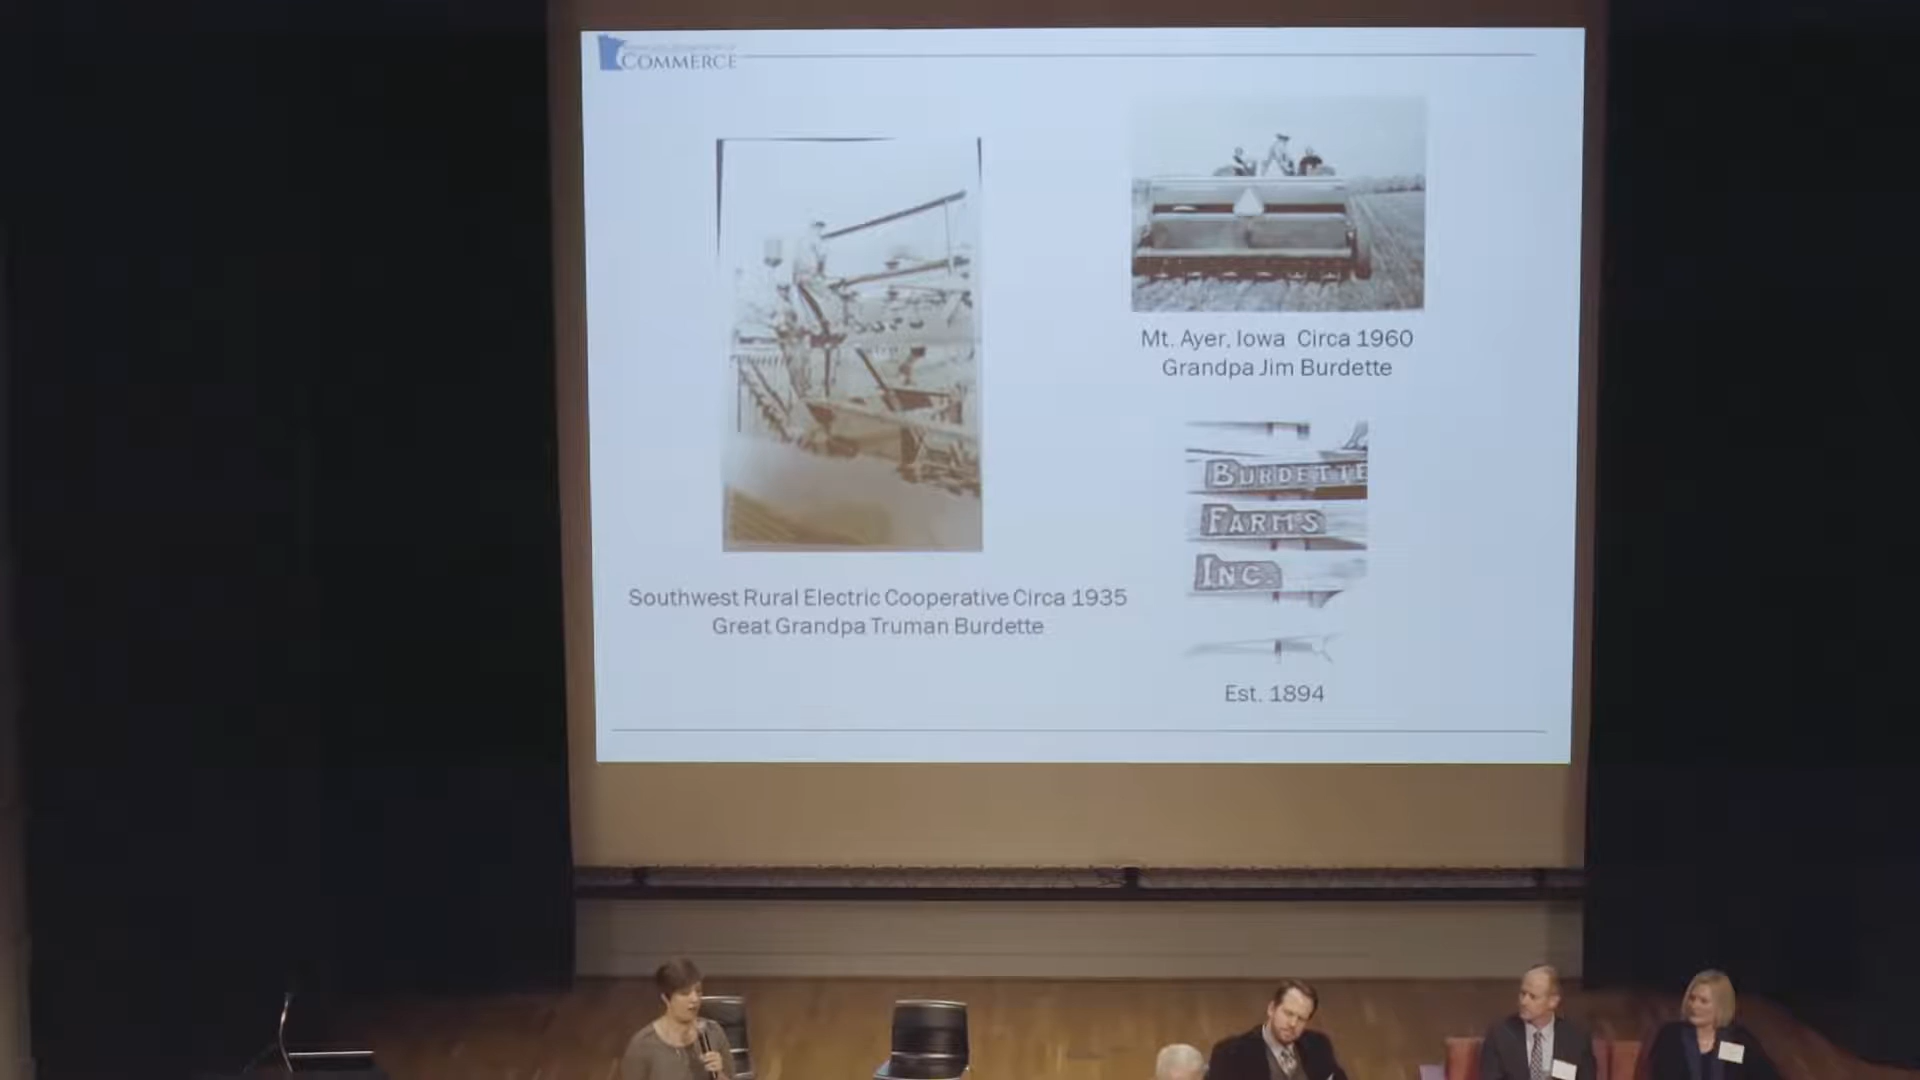 COMMERCE
Mt. Ayer, Iowa Circa 1960
Grandpa Jim Burdette
BURDETTE
FARMS
INC.
Southwest Rural Electric Cooperative Circa 1935
Great Grandpa Truman Burdette
Est. 1894